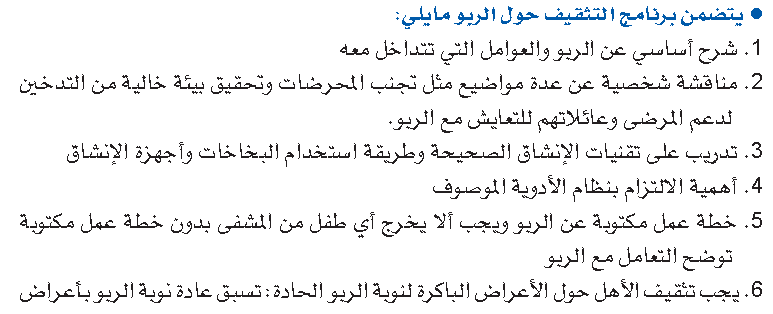 ● يتضمن برنامج التثقيف حول الربو مايلي:
1. شرح أساسي عن الربو والعوامل التي تتداخل معه
2. مناقشة شخصية عن عدة مواضيع مثل تجنب المحرضات وتحقيق بيئة خالية من التدخين
لدعم المرضى وعائلاتهم للتعايش مع الربو.
3. تدريب على تقنيات الإنشاق الصحيحة وطريقة استخدام البخاخات وأجهزة الإنشاق
4. أهمية الالتزام بنظام الأدوية الموصوف
5. خطة عمل مكتوبة عن الربو ويجب ألا يخرج أي طفل من المشفى بدون خطة عمل مكتوبة
توضح التعامل مع الربو
6. يجب تثقيف الأهل حول الأعراض الباكرة لنوبة الربو الحادة: تسبق عادة نوبة الربو بأعراض